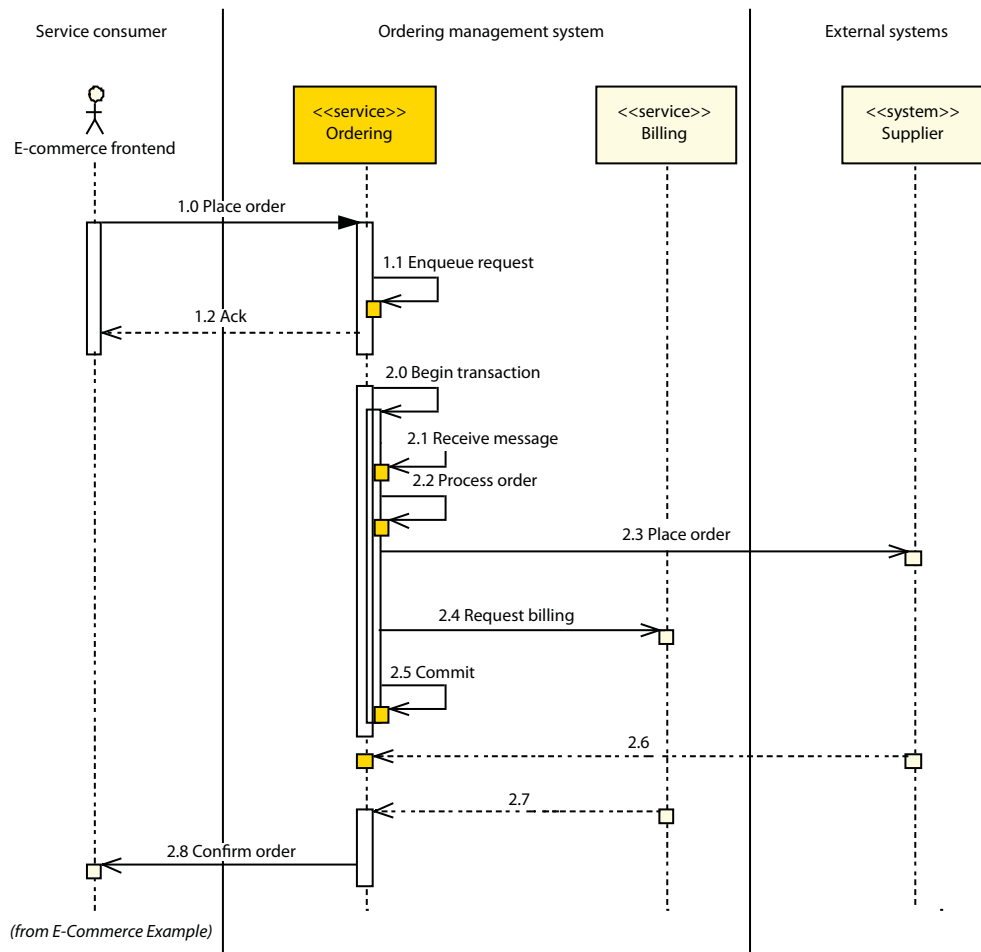 Service consumer
Ordering management system
External systems
<<service>>
Ordering
<<service>>
Billing
<<system>>
Supplier
E-commerce frontend
1.0 Place order
1.1 Enqueue request
1.2 Ack
2.0 Begin transaction
2.1 Receive message
2.2 Process order
2.3 Place order
2.4 Request billing
2.5 Commit
2.6
2.7
2.8 Confirm order
(from E-Commerce Example)